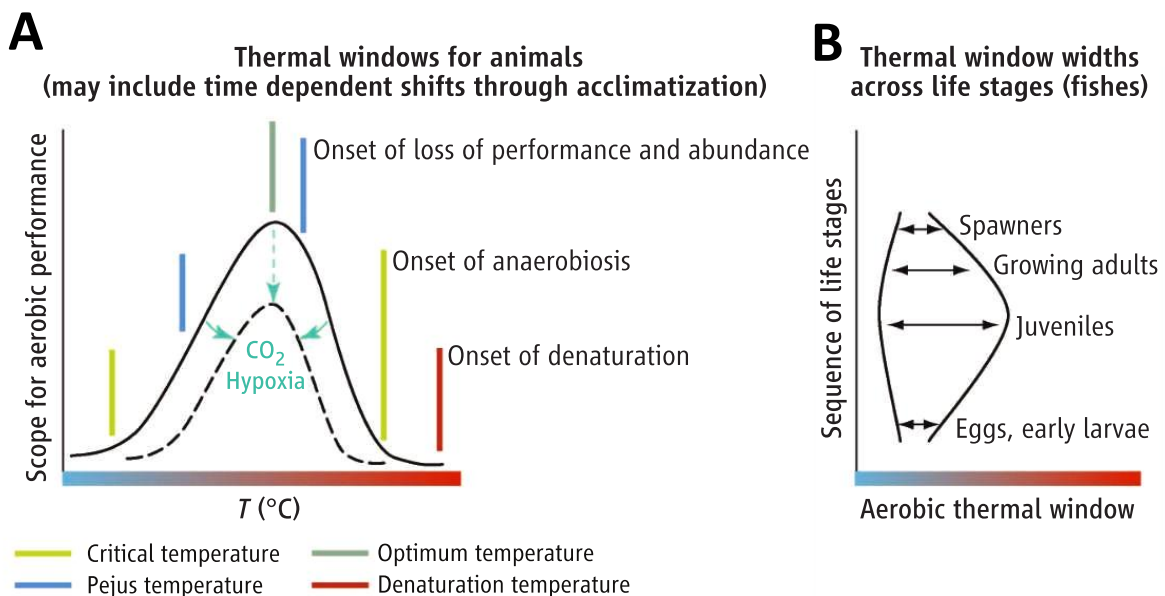 A
Thermal windows for animals
(may include time dependent shifts through acclimatization)
Scope for aerobic performance
Onset of loss of performance and abundance
Onset of anaerobiosis
Onset of denaturation
CO₂
Hypoxia
T (°C)
Critical temperature
Optimum temperature
Pejus temperature
Denaturation temperature
B
Thermal window widths
across life stages (fishes)
Sequence of life stages
Spawners
Growing adults
Juveniles
Eggs, early larvae
Aerobic thermal window